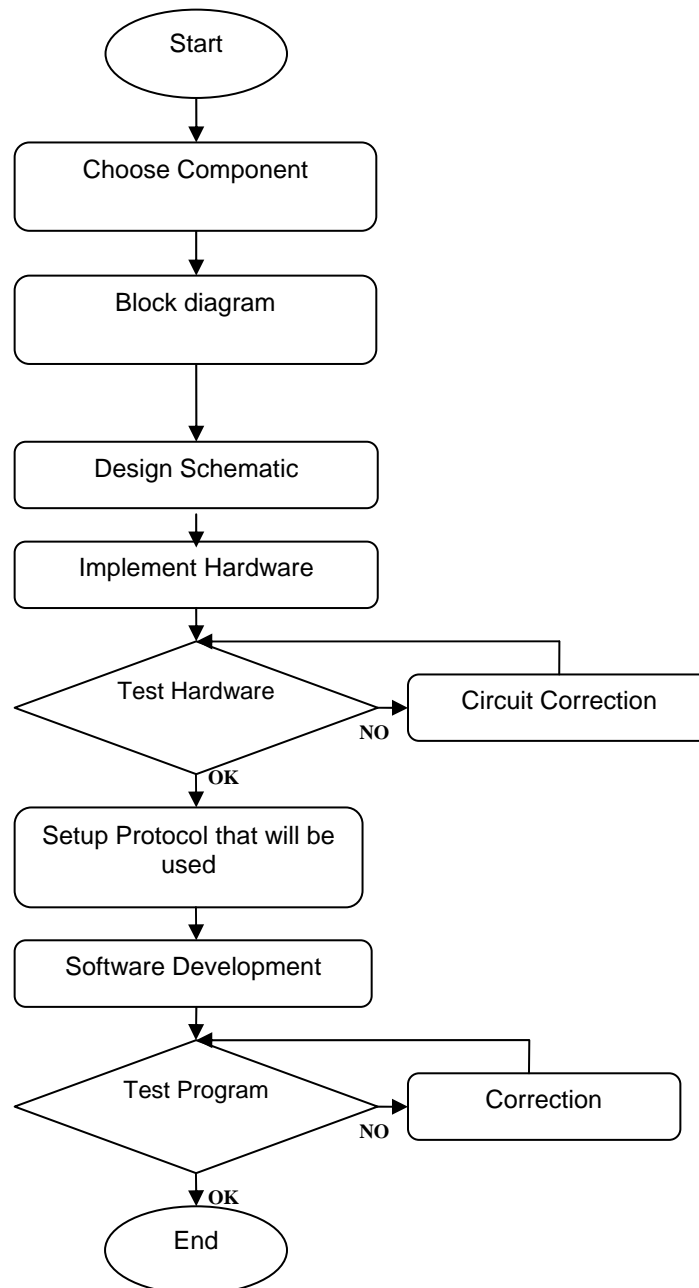 Start
Choose Component
Block diagram
Design Schematic
Implement Hardware
Test Hardware
NO
Circuit Correction
OK
Setup Protocol that will be
used
Software Development
Test Program
NO
Correction
OK
End